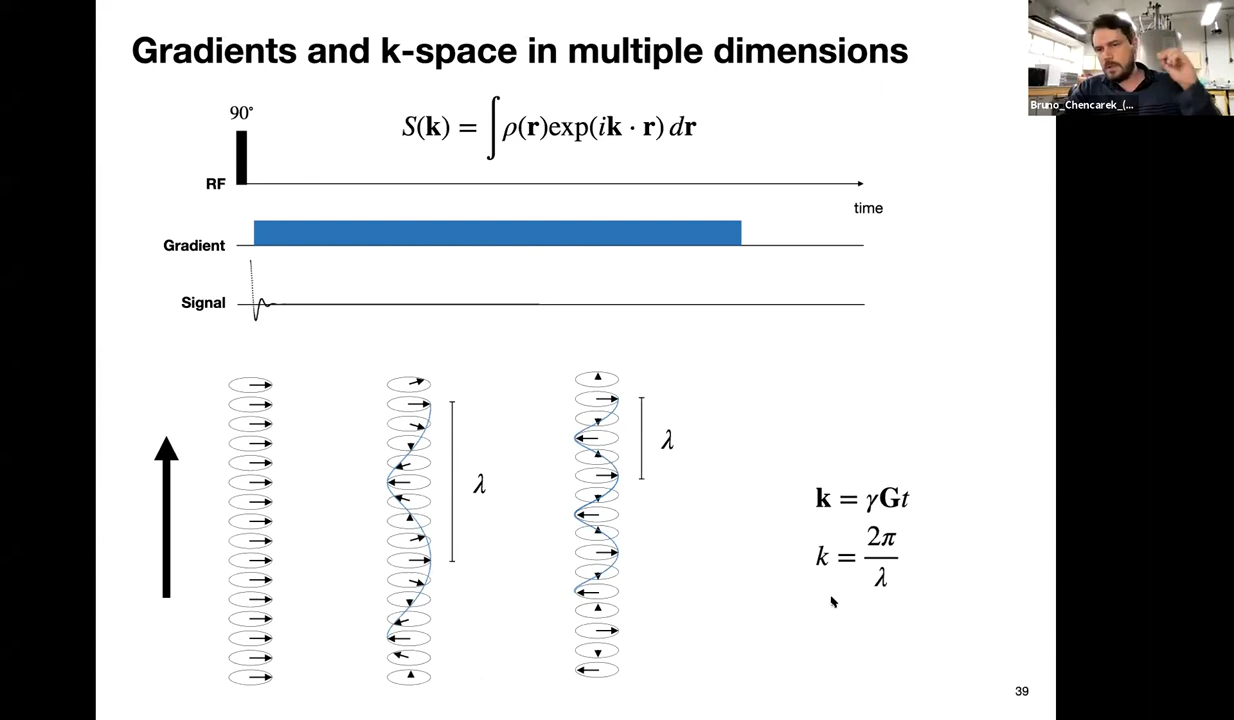 Gradients and k-space in multiple dimensions
Bruno_Chencarek_(...
90°
S(k) = ∫ρ(r)exp(ik · r) dr
RF
time
Gradient
Signal
λ
λ
k = γGt
k = 2π/λ
39